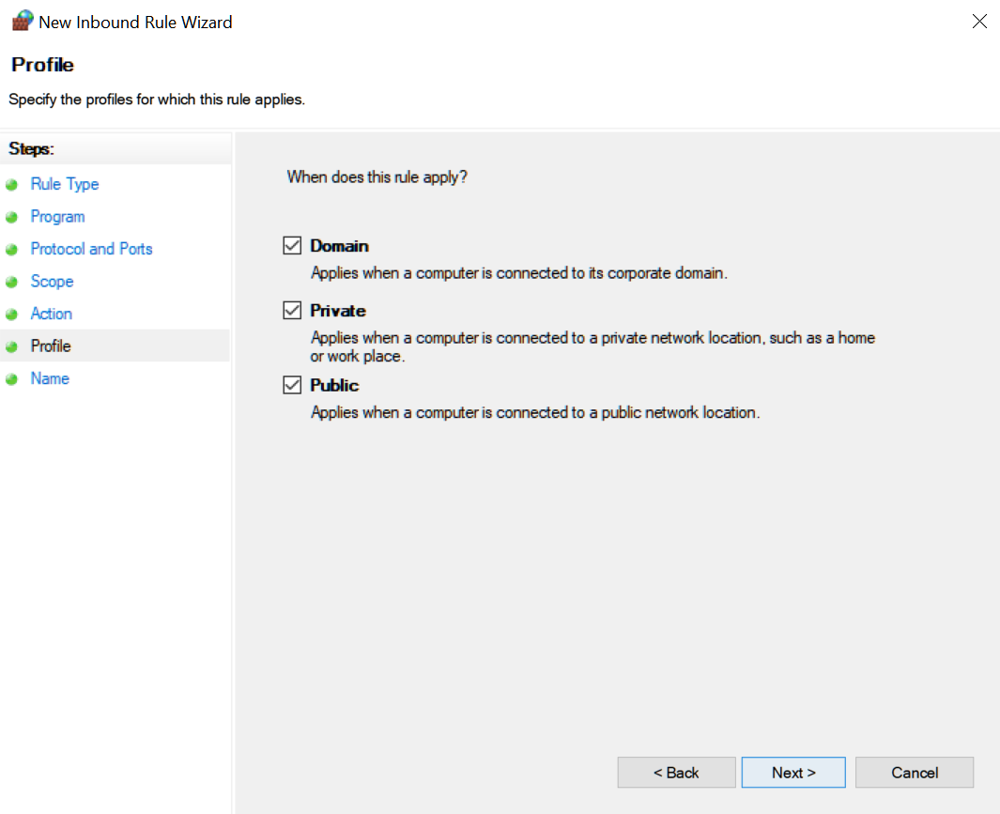 New Inbound Rule Wizard
Profile
Specify the profiles for which this rule applies.
Steps:
Rule Type
Program
Protocol and Ports
Scope
Action
Profile
Name
When does this rule apply?
Domain
Applies when a computer is connected to its corporate domain.
Private
Applies when a computer is connected to a private network location, such as a home
or work place.
Public
Applies when a computer is connected to a public network location.
< Back
Next >
Cancel